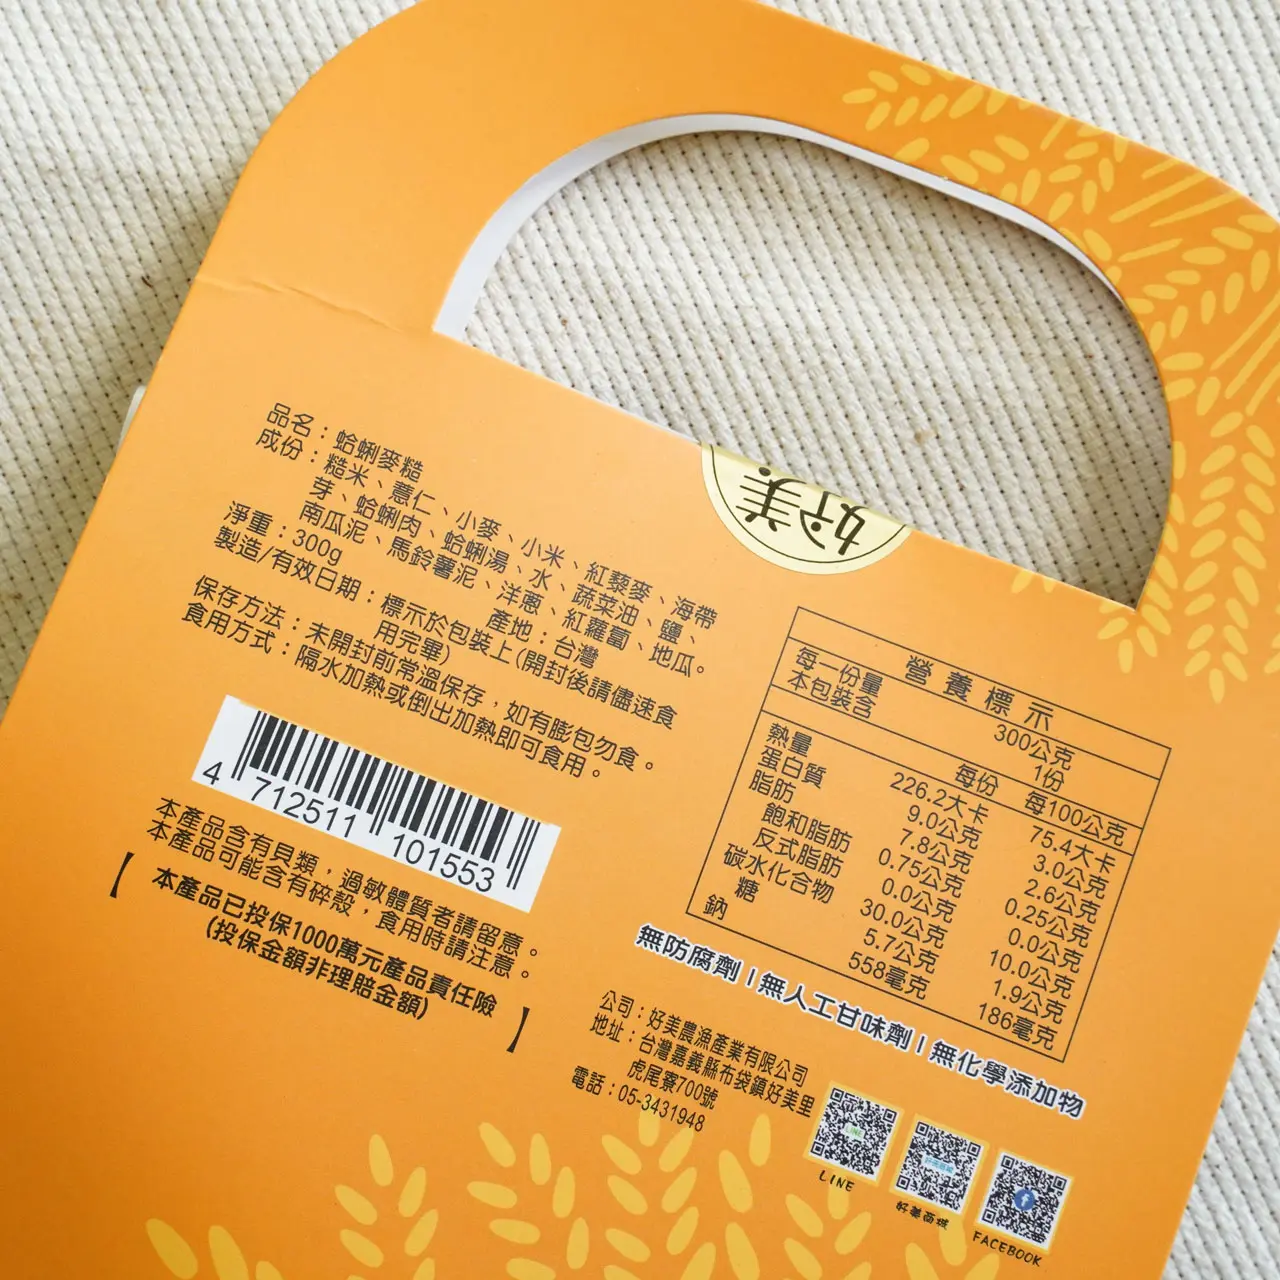 好美
品名：蛤蜊麥糙
成份：糙米、薏仁、小麥、小米、紅藜麥、海帶
芽、蛤蜊肉、蛤蜊湯、水、蔬菜油、鹽、
南瓜泥、馬鈴薯泥、洋蔥、紅蘿蔔、地瓜。
淨重：300g 產地：台灣
製造/有效日期：標示於包裝上(開封後請儘速食
用完畢)
保存方法：未開封前常溫保存，如有膨包勿食。
食用方式：隔水加熱或倒出加熱即可食用。
4 712511 101553
本產品含有貝類，過敏體質者請留意。
本產品可能含有碎殼，食用時請注意。
【本產品已投保1000萬元產品責任險
(投保金額非理賠金額)】
營養標示
每一份量 300公克
本包裝含 1份
每份 每100公克
熱量 226.2大卡 75.4大卡
蛋白質 9.0公克 3.0公克
脂肪 7.8公克 2.6公克
飽和脂肪 0.75公克 0.25公克
反式脂肪 0.0公克 0.0公克
碳水化合物 30.0公克 10.0公克
糖 5.7公克 1.9公克
鈉 558毫克 186毫克
無防腐劑 | 無人工甘味劑 | 無化學添加物
公司：好美農漁產業有限公司
地址：台灣嘉義縣布袋鎮好美里
虎尾寮700號
電話：05-3431948
LINE
好美商城
FACEBOOK